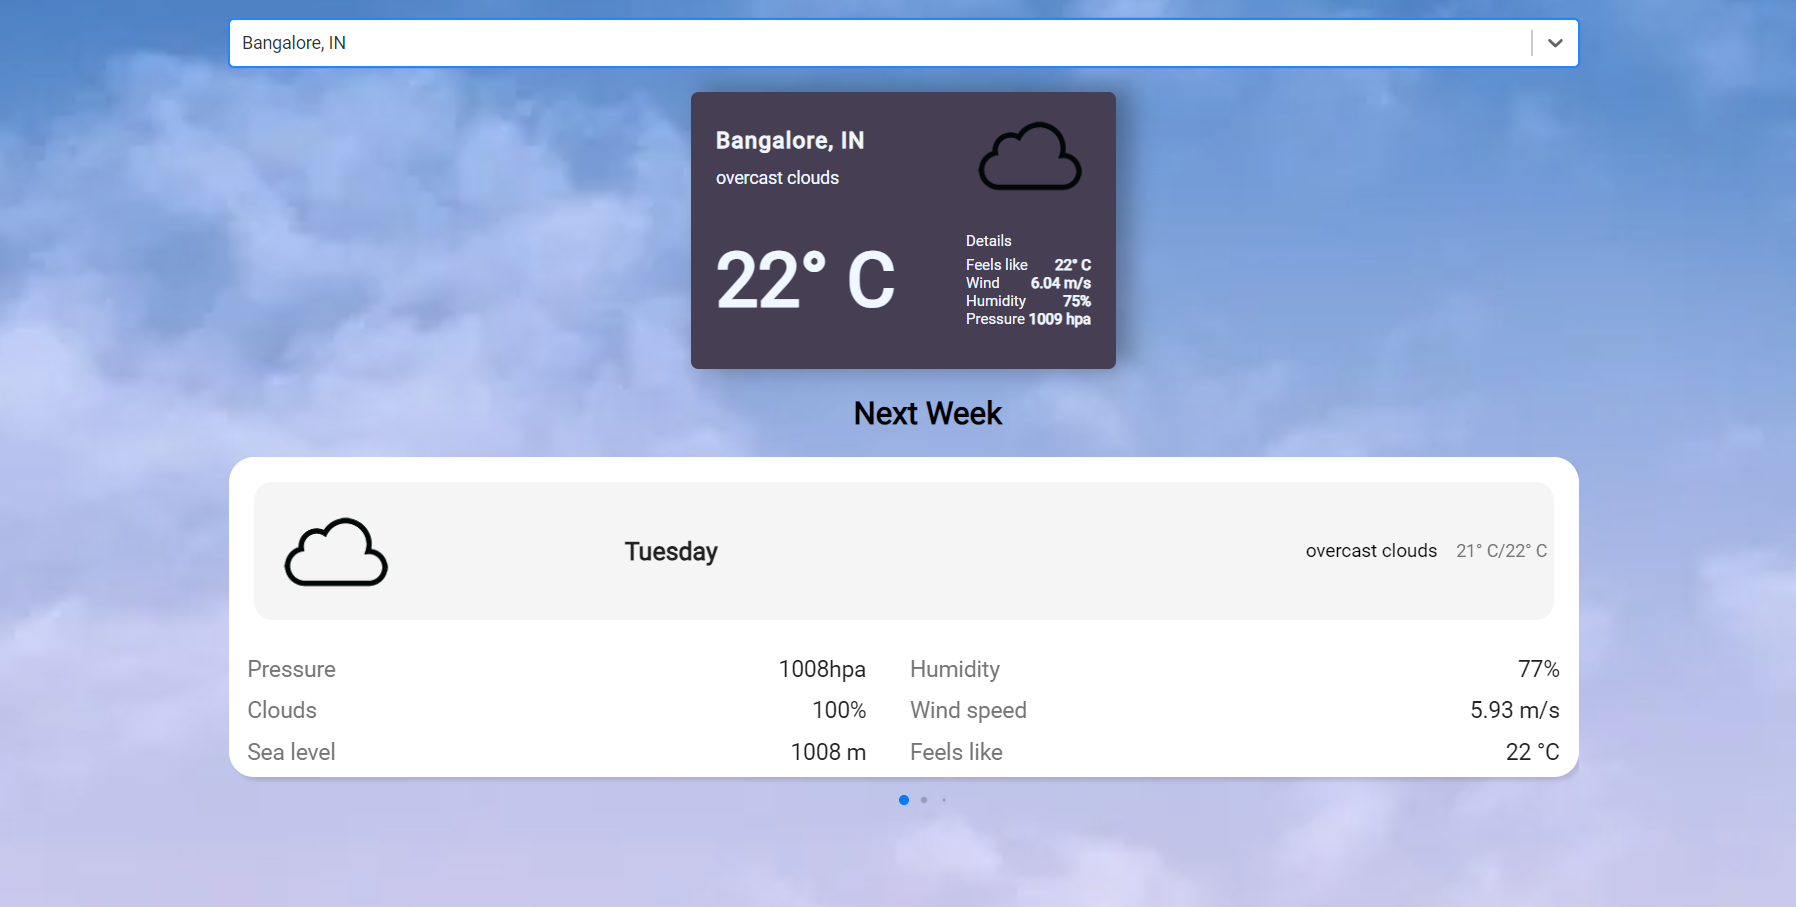 Bangalore, IN
Bangalore, IN
overcast clouds
22° C
Details
Feels like 22° C
Wind 6.04 m/s
Humidity 75%
Pressure 1009 hpa
Next Week
Tuesday overcast clouds 21° C/22° C
Pressure 1008hpa Humidity 77%
Clouds 100% Wind speed 5.93 m/s
Sea level 1008 m Feels like 22 °C